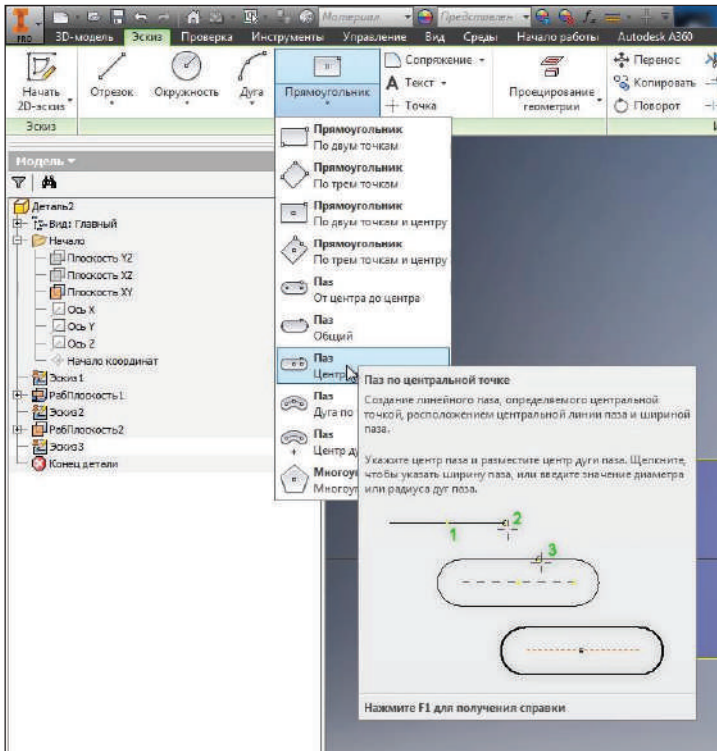 Материал
Представлен
PRO
3D-модель Эскиз Проверка Инструменты Управление Вид Среды Начало работы Autodesk A360
Начать
2D-эскиз
Отрезок
Окружность
Дуга
Прямоугольник
Сопряжение
Текст
Точка
Проецирование
геометрии
Перенос
Копировать
Поворот
Эскиз
Модель
Деталь2
Вид: Главный
Начало
Плоскость YZ
Плоскость XZ
Плоскость XY
Ось X
Ось Y
Ось Z
Начало координат
Эскиз1
РабПлоскость1
Эскиз2
РабПлоскость2
Эскиз3
Конец детали
Прямоугольник
По двум точкам
Прямоугольник
По трем точкам
Прямоугольник
По двум точкам и центру
Прямоугольник
По трем точкам и центру
Паз
От центра до центра
Паз
Общий
Паз
Центр
Паз
Дуга по
Паз
Центр ду
Многоуг
Многоуг
Паз по центральной точке
Создание линейного паза, определяемого центральной
точкой, расположением центральной линии паза и шириной
паза.
Укажите центр паза и разместите центр дуги паза. Щелкните,
чтобы указать ширину паза, или введите значение диаметра
или радиуса дуг паза.
1
2
3
Нажмите F1 для получения справки